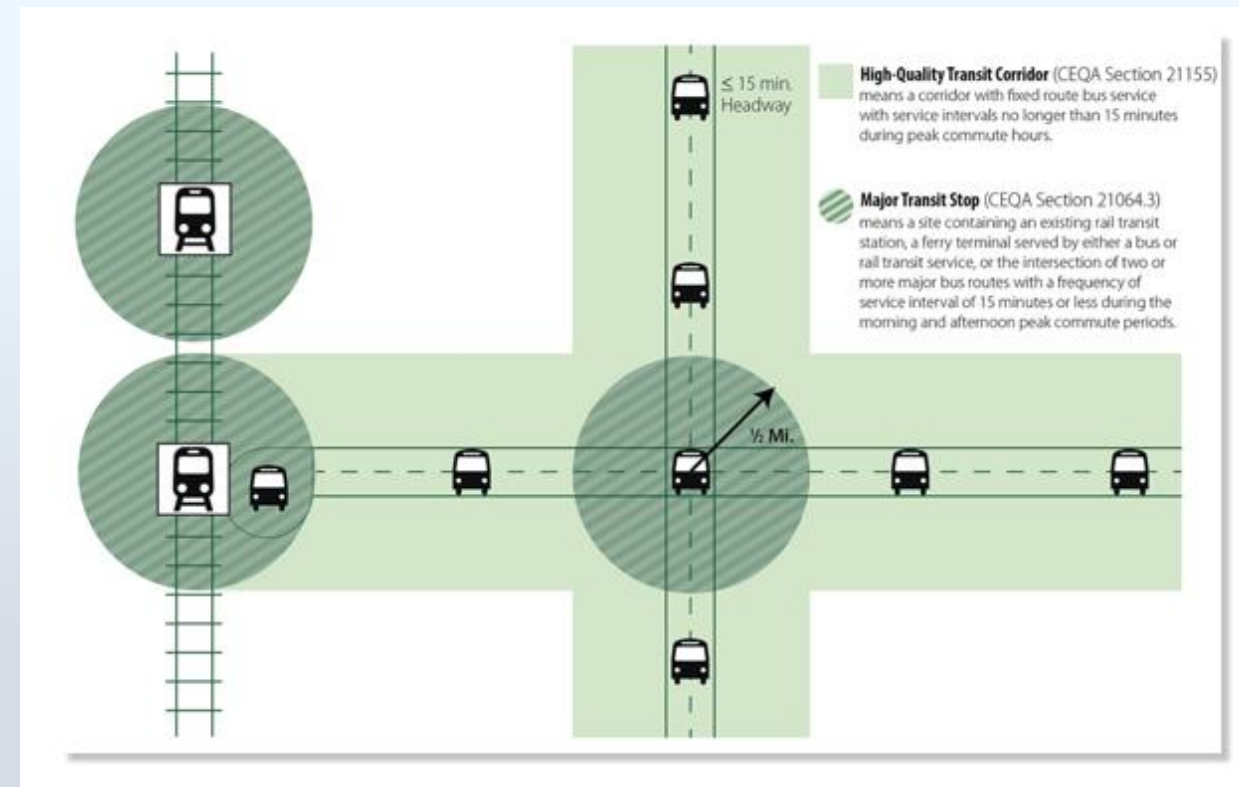 ≤ 15 min.
Headway
½ Mi.
High-Quality Transit Corridor (CEQA Section 21155)
means a corridor with fixed route bus service
with service intervals no longer than 15 minutes
during peak commute hours.
Major Transit Stop (CEQA Section 21064.3)
means a site containing an existing rail transit
station, a ferry terminal served by either a bus or
rail transit service, or the intersection of two or
more major bus routes with a frequency of
service interval of 15 minutes or less during the
morning and afternoon peak commute periods.